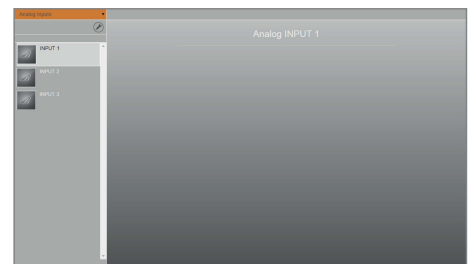 Analog Inputs
Analog INPUT 1
INPUT 1
INPUT 2
INPUT 3